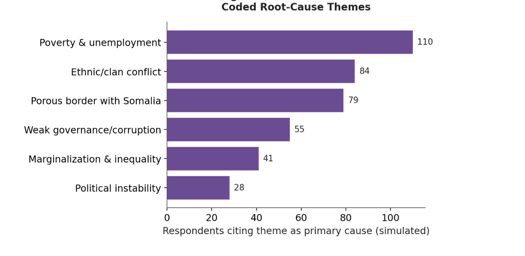 Coded Root-Cause Themes
Poverty & unemployment 110
Ethnic/clan conflict 84
Porous border with Somalia 79
Weak governance/corruption 55
Marginalization & inequality 41
Political instability 28
0 20 40 60 80 100
Respondents citing theme as primary cause (simulated)